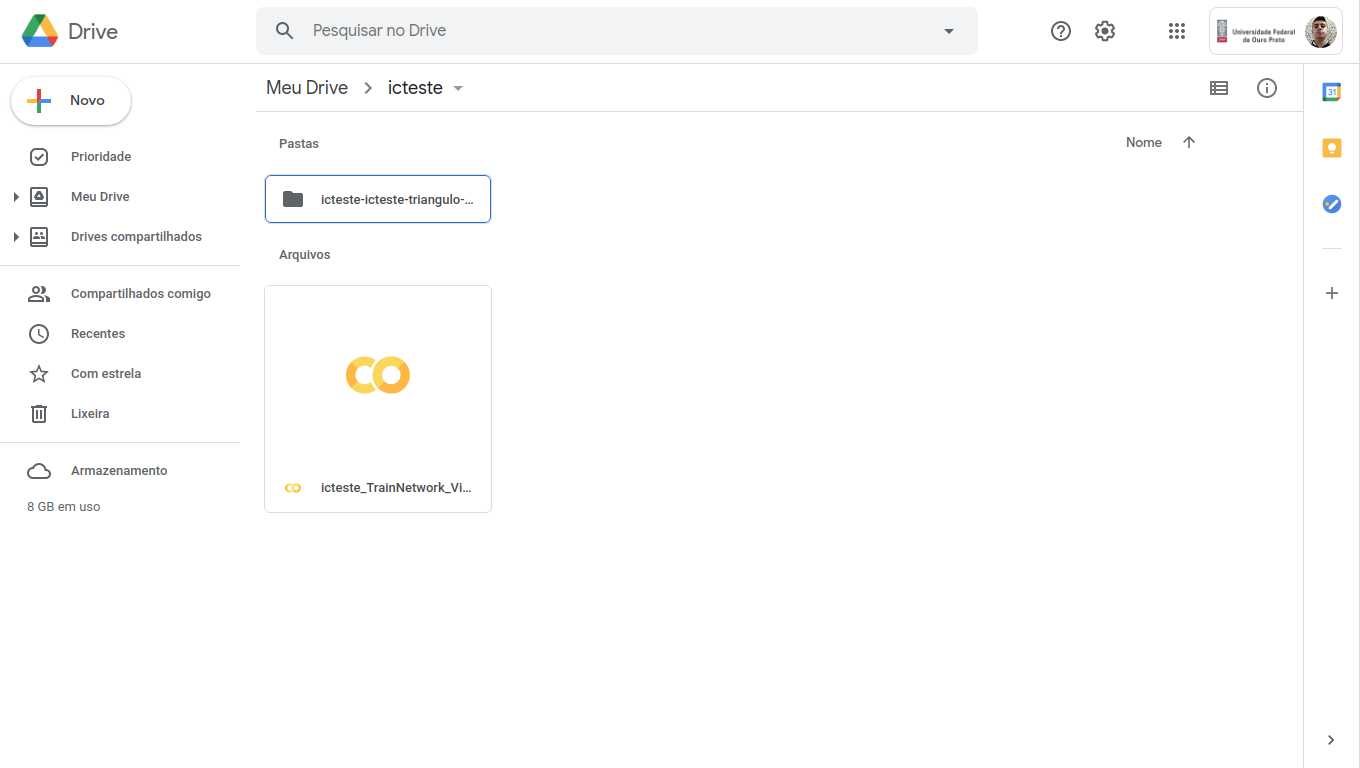 Drive
Pesquisar no Drive
Universidade Federal
de Ouro Preto
Novo
Meu Drive
icteste
Prioridade
Meu Drive
Drives compartilhados
Compartilhados comigo
Recentes
Com estrela
Lixeira
Armazenamento
8 GB em uso
Pastas
Nome
icteste-icteste-triangulo-...
Arquivos
icteste_TrainNetwork_Vi...
31